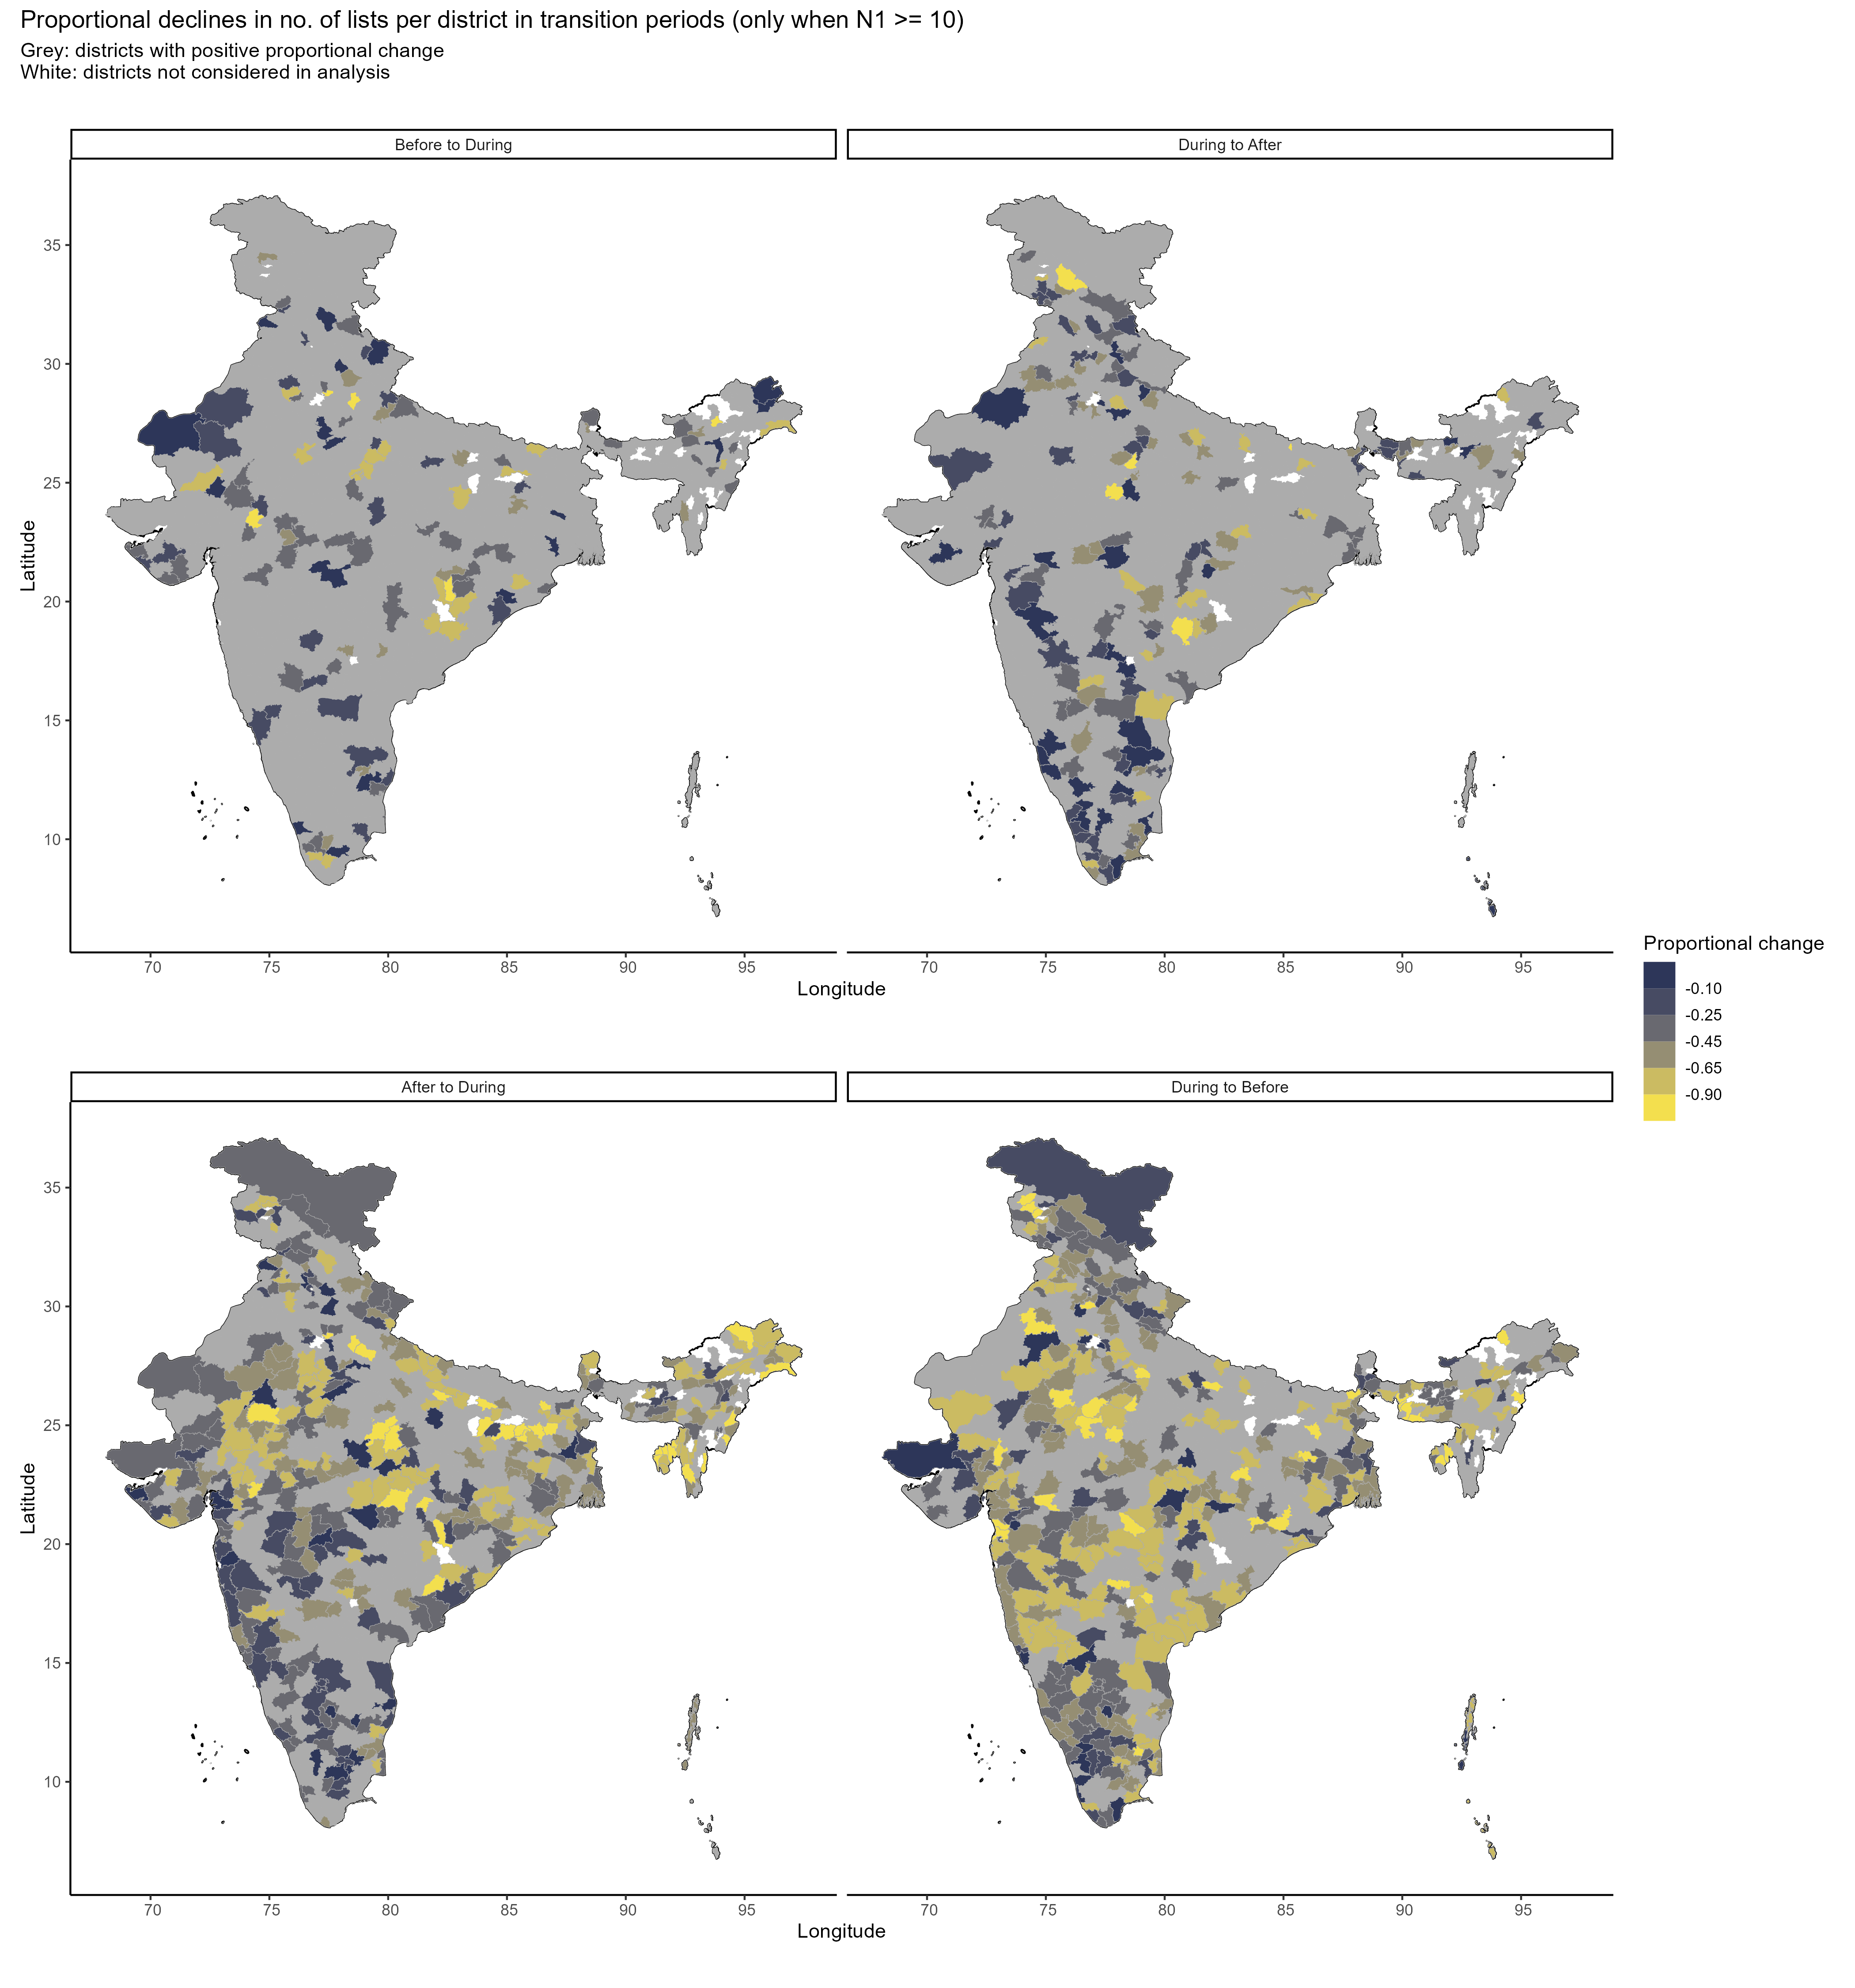 Proportional declines in no. of lists per district in transition periods (only when N1 >= 10)
Grey: districts with positive proportional change
White: districts not considered in analysis
Before to During
During to After
35
30
25
20
15
10
Latitude
70 75 80 85 90 95
70 75 80 85 90 95
Longitude
Proportional change
-0.10
-0.25
-0.45
-0.65
-0.90
After to During
During to Before
35
30
25
20
15
10
Latitude
70 75 80 85 90 95
70 75 80 85 90 95
Longitude